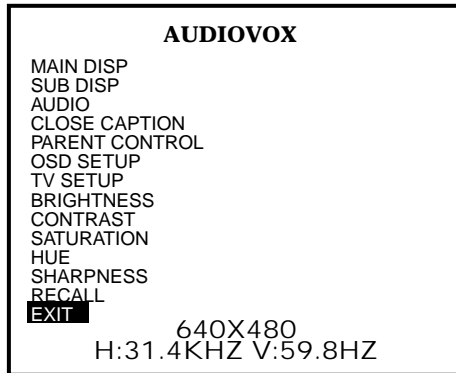 AUDIOVOX
MAIN DISP
SUB DISP
AUDIO
CLOSE CAPTION
PARENT CONTROL
OSD SETUP
TV SETUP
BRIGHTNESS
CONTRAST
SATURATION
HUE
SHARPNESS
RECALL
EXIT
640X480
H:31.4KHZ V:59.8HZ